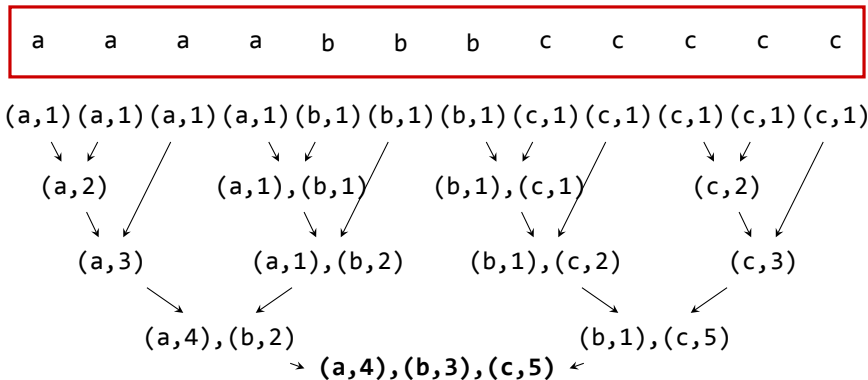 a a a a b b b c c c c c
(a,1) (a,1) (a,1) (a,1) (b,1) (b,1) (b,1) (c,1) (c,1) (c,1) (c,1) (c,1)
(a,2) (a,1),(b,1) (b,1),(c,1) (c,2)
(a,3) (a,1),(b,2) (b,1),(c,2) (c,3)
(a,4),(b,2) (b,1),(c,5)
(a,4),(b,3),(c,5)